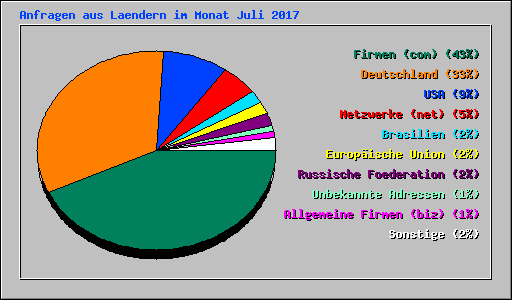 Anfragen aus Laendern im Monat Juli 2017
Firmen (com) (43%)
Deutschland (33%)
USA (9%)
Netzwerke (net) (5%)
Brasilien (2%)
Europäische Union (2%)
Russische Foederation (2%)
Unbekannte Adressen (1%)
Allgemeine Firmen (biz) (1%)
Sonstige (2%)